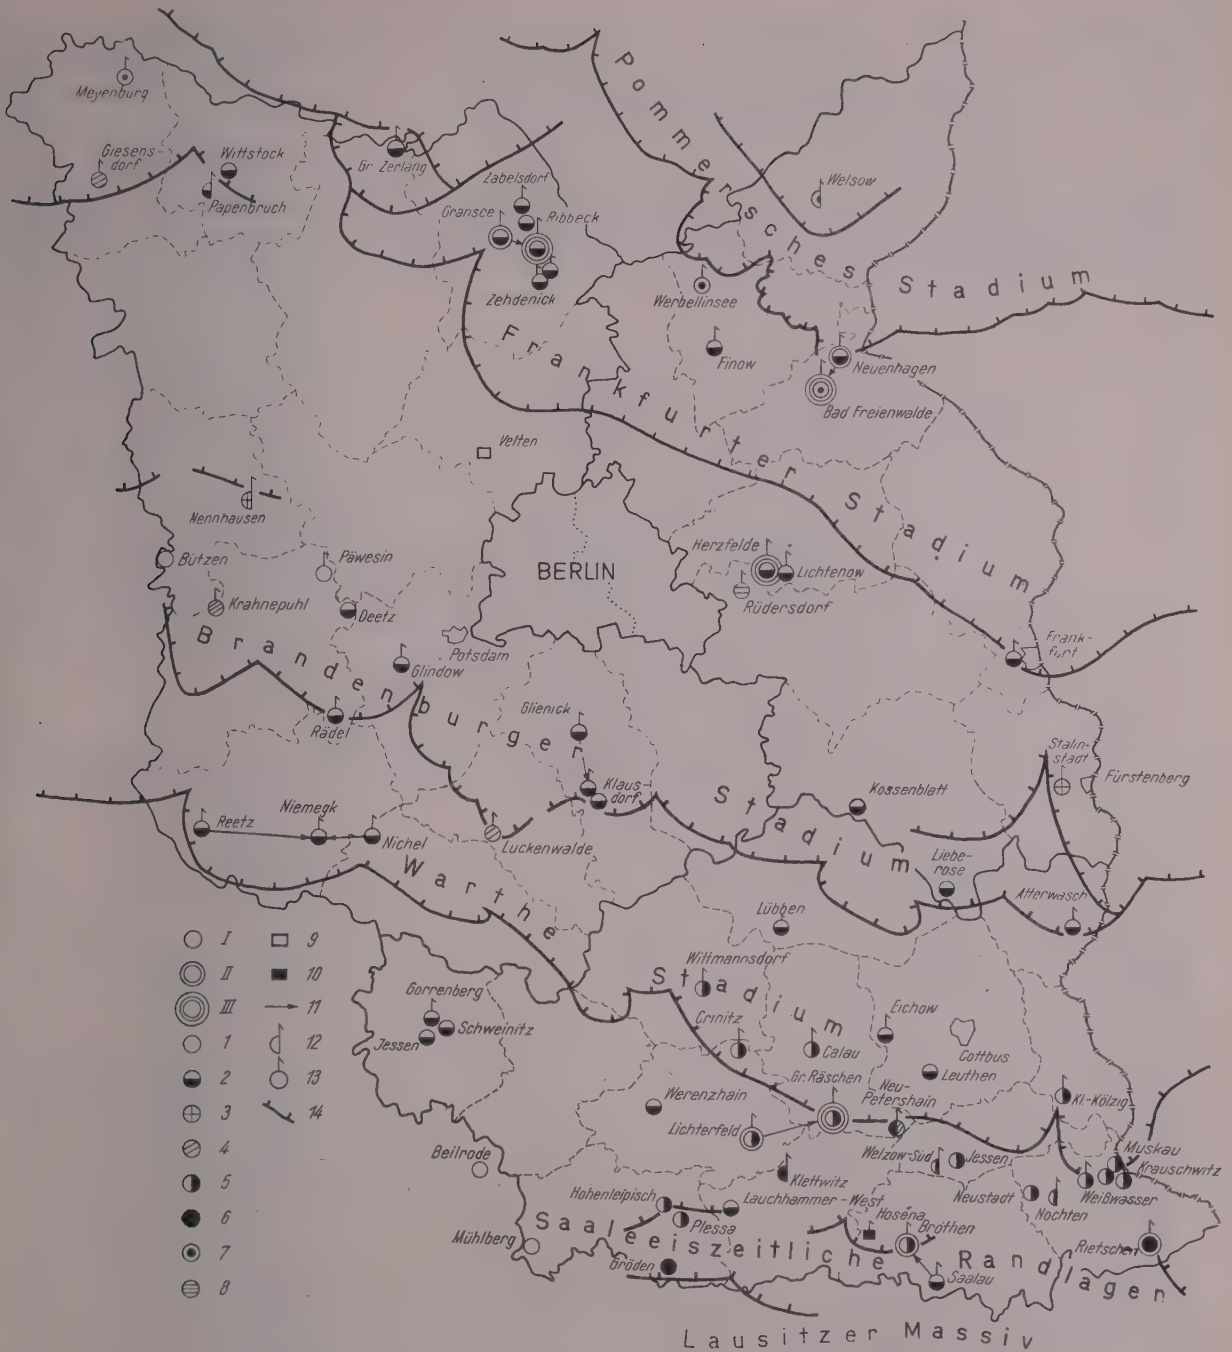 Pommersches Stadium
Meyenburg
Giesens-
dorf
Wittstock
Papenbruch
Gr. Zerlang
Zabelsdorf
Gransee
Ribbeck
Zehdenick
Welsow
Werbellinsee
Finow
Neuenhagen
Bad Freienwalde
Frankfurter Stadium
Velten
Nennhausen
Bützen
Päwesin
Krahnepuhl
Deetz
BERLIN
Herzfelde
Lichtenow
Rüdersdorf
Potsdam
Glindow
Frank-
furt
Brandenburger Stadium
Rädel
Glienick
Klaus-
dorf
Stalin-
stadt
Fürstenberg
Kossenblatt
Reetz
Niemegk
Nichel
Luckenwalde
Liebe-
rose
Atterwasch
Warthe Stadium
Lübben
Wittmannsdorf
Gorrenberg
Schweinitz
Jessen
Crinitz
Calau
Eichow
Cottbus
Leuthen
Gr. Räschen
Neu-
Petershain
Werenzhain
Lichterfeld
Kl.-Kölzig
Beilrode
Klettwitz
Welzow-Süd
Jessen
Muskau
Krauschwitz
Weißwasser
Neustadt
Nochten
Hohenleipisch
Plessa
Lauchhammer-West
Hosena
Bröthen
Mühlberg
Gröden
Saalau
Rietschen
Saaleeiszeitliche Randlagen
Lausitzer Massiv
I
II
III
1
2
3
4
5
6
7
8
9
10
11
12
13
14